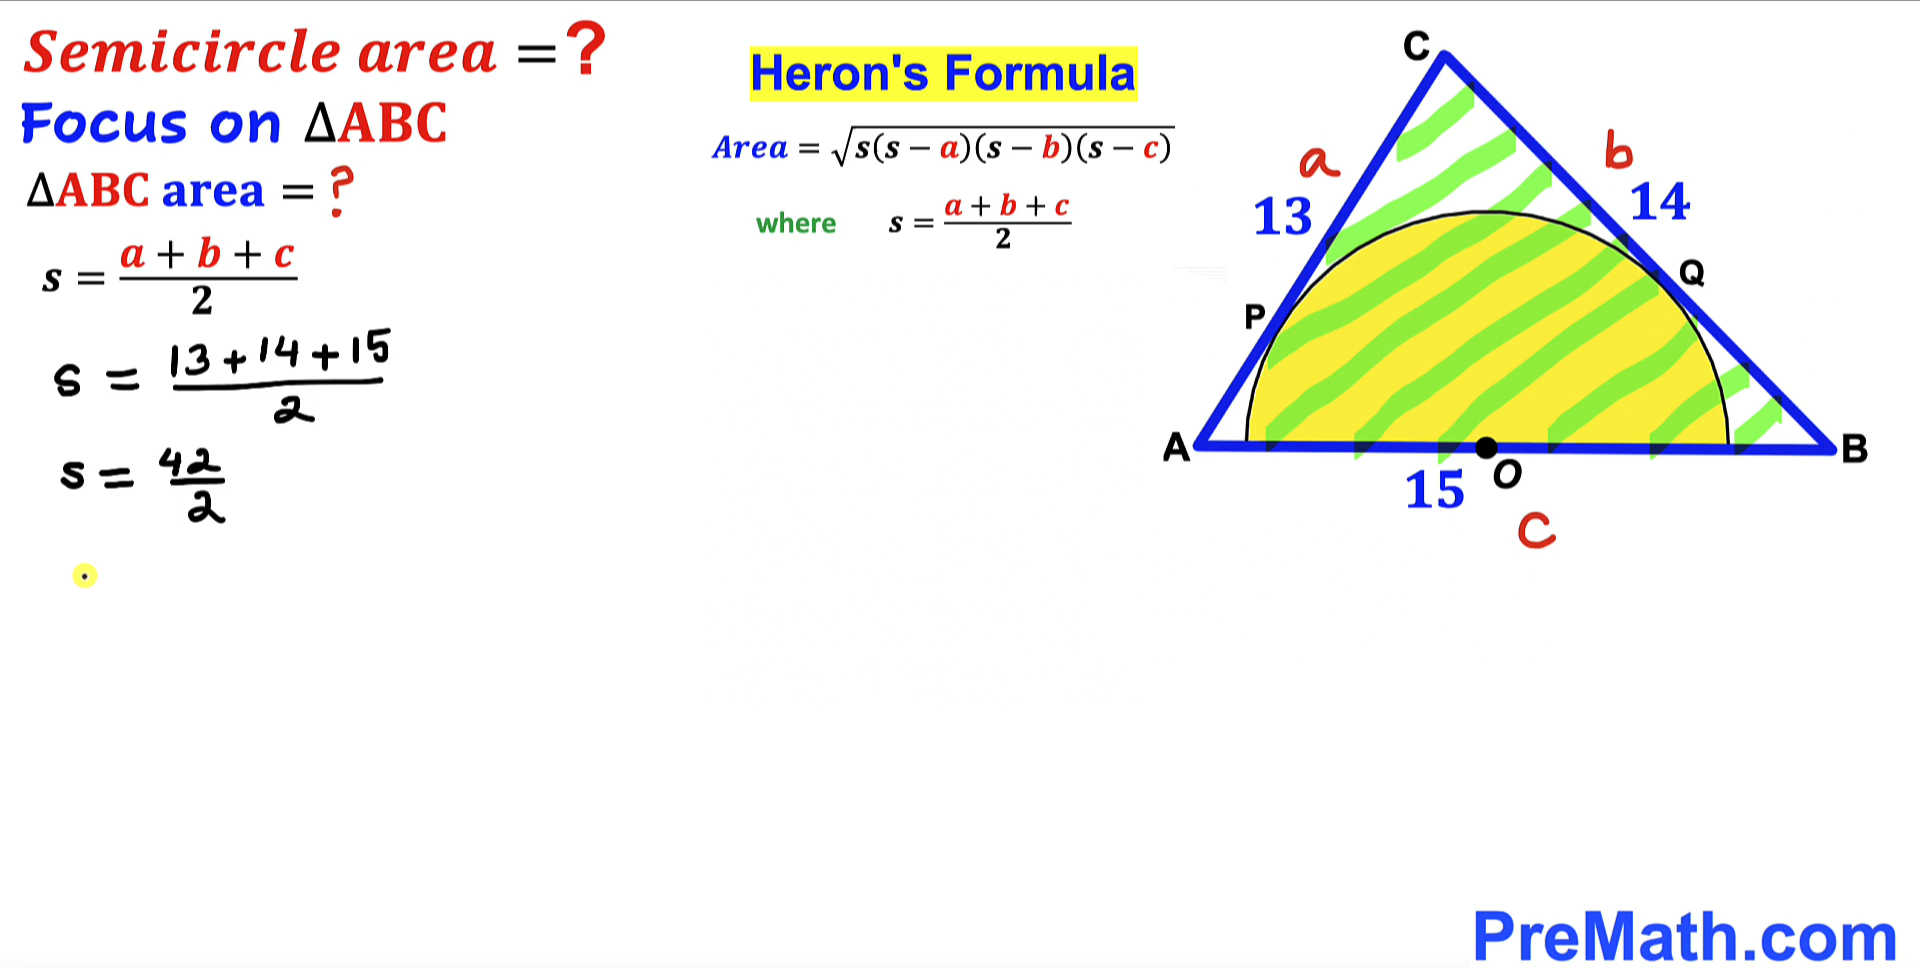 Semicircle area = ?
Focus on ΔABC
ΔABC area = ?
s = a + b + c / 2
s = 13 + 14 + 15 / 2
s = 42 / 2
Heron's Formula
Area = √s(s − a)(s − b)(s − c)
where s = a + b + c / 2
C
a
b
13
14
Q
P
A
B
15
O
c
PreMath.com